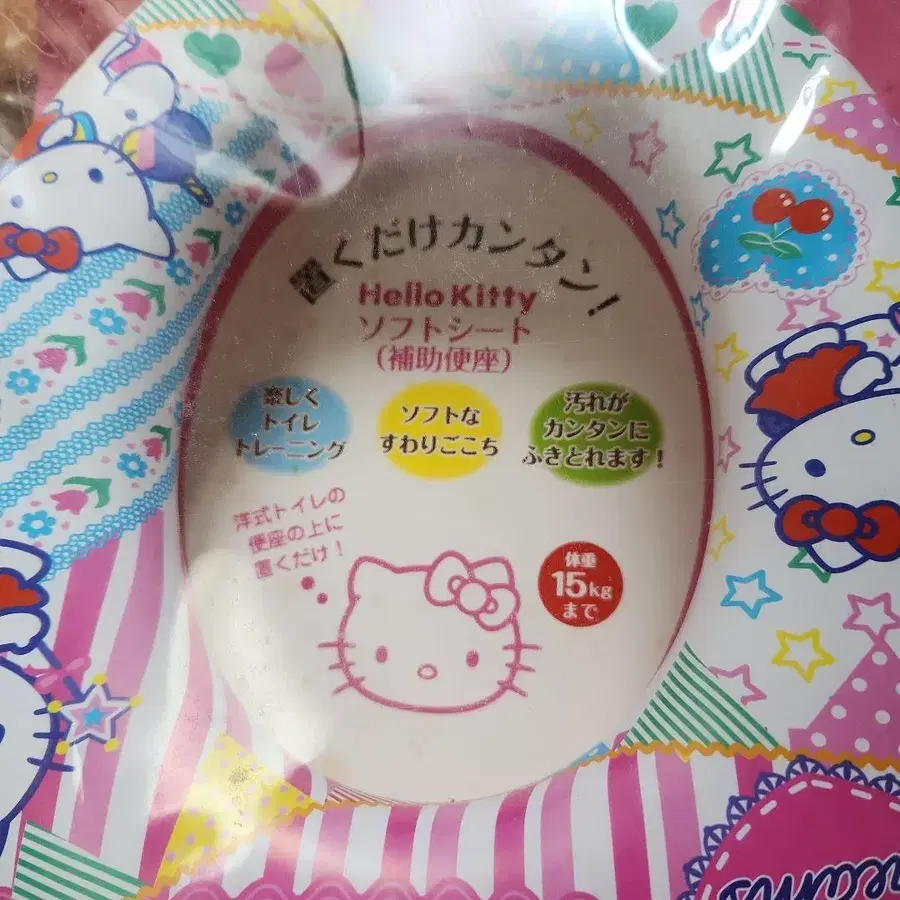 置くだけカンタン！
Hello Kitty
ソフトシート
(補助便座)
楽しく
トイレ
トレーニング
ソフトな
すわりごこち
汚れが
カンタンに
ふきとれます！
洋式トイレの
便座の上に
置くだけ！
体重
15kg
まで